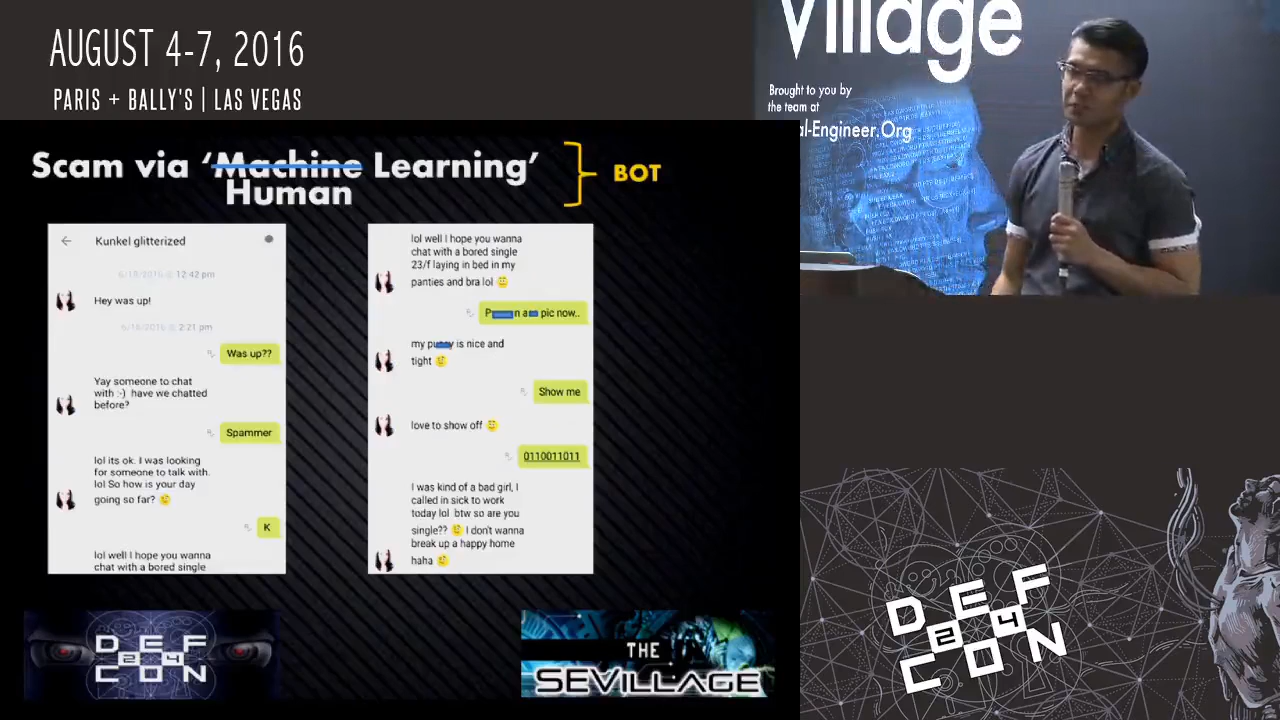 AUGUST 4-7, 2016
PARIS + BALLY'S | LAS VEGAS
Village
Brought to you by
the team at
al-Engineer.Org
Scam via ‘Machine Learning’
Human
BOT
Kunkel glitterized
6/19/2016 @ 12:42 pm
Hey was up!
6/19/2016 @ 2:21 pm
Was up??
Yay someone to chat
with :-) have we chatted
before?
Spammer
lol its ok. I was looking
for someone to talk with.
lol So how is your day
going so far?
K
lol well I hope you wanna
chat with a bored single
lol well I hope you wanna
chat with a bored single
23/f laying in bed in my
panties and bra lol
P n a pic now..
my pu y is nice and
tight
Show me
love to show off
0110011011
I was kind of a bad girl, I
called in sick to work
today lol btw so are you
single?? I don't wanna
break up a happy home
haha
DEF
24
CON
THE
SEVILLAGE
DEF
24
CON